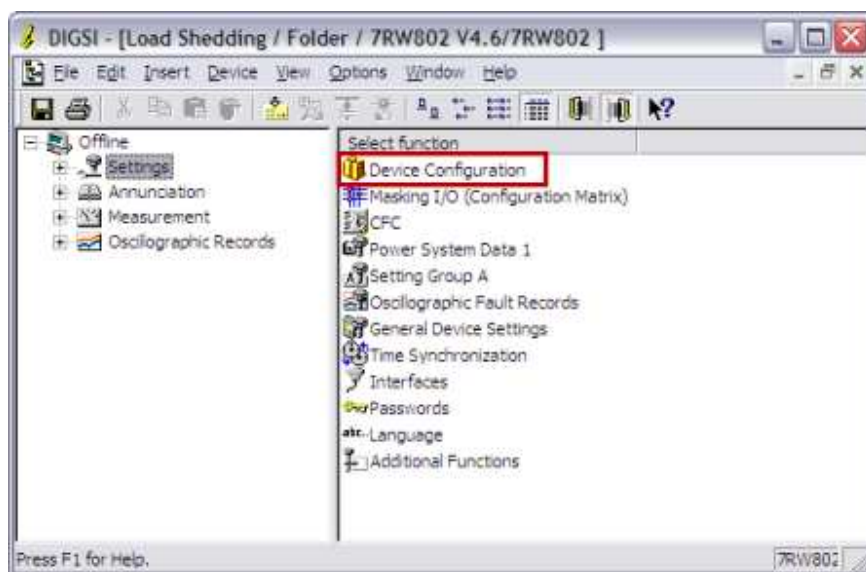 DIGSI - [Load Shedding / Folder / 7RW802 V4.6/7RW802 ]
File Edit Insert Device View Options Window Help
Offline
Settings
Annunciation
Measurement
Oscillographic Records
Select function
Device Configuration
Masking I/O (Configuration Matrix)
CFC
Power System Data 1
Setting Group A
Oscillographic Fault Records
General Device Settings
Time Synchronization
Interfaces
Passwords
abc.. Language
Additional Functions
Press F1 for Help.
7RW802